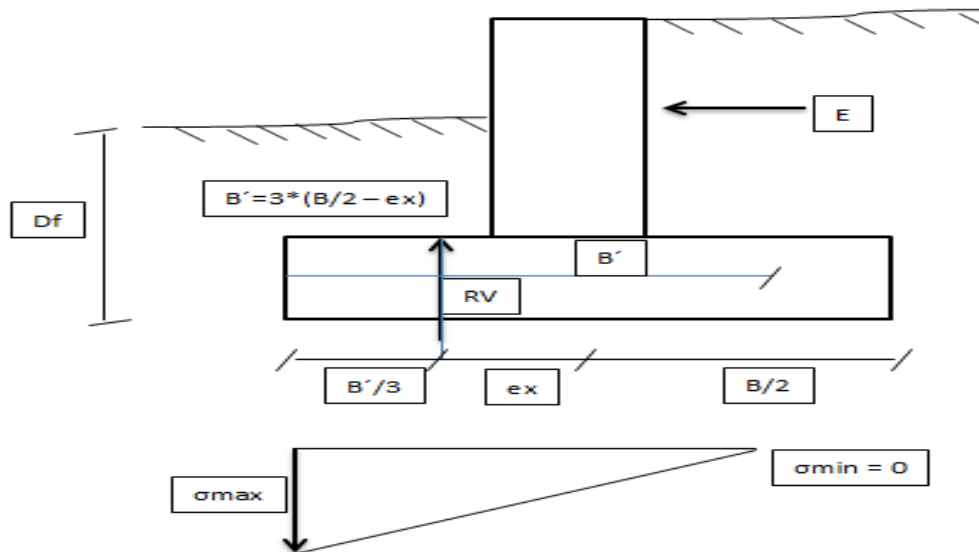 E
B´=3*(B/2 – ex)
Df
B´
RV
B´/3
ex
B/2
σmax
σmin = 0